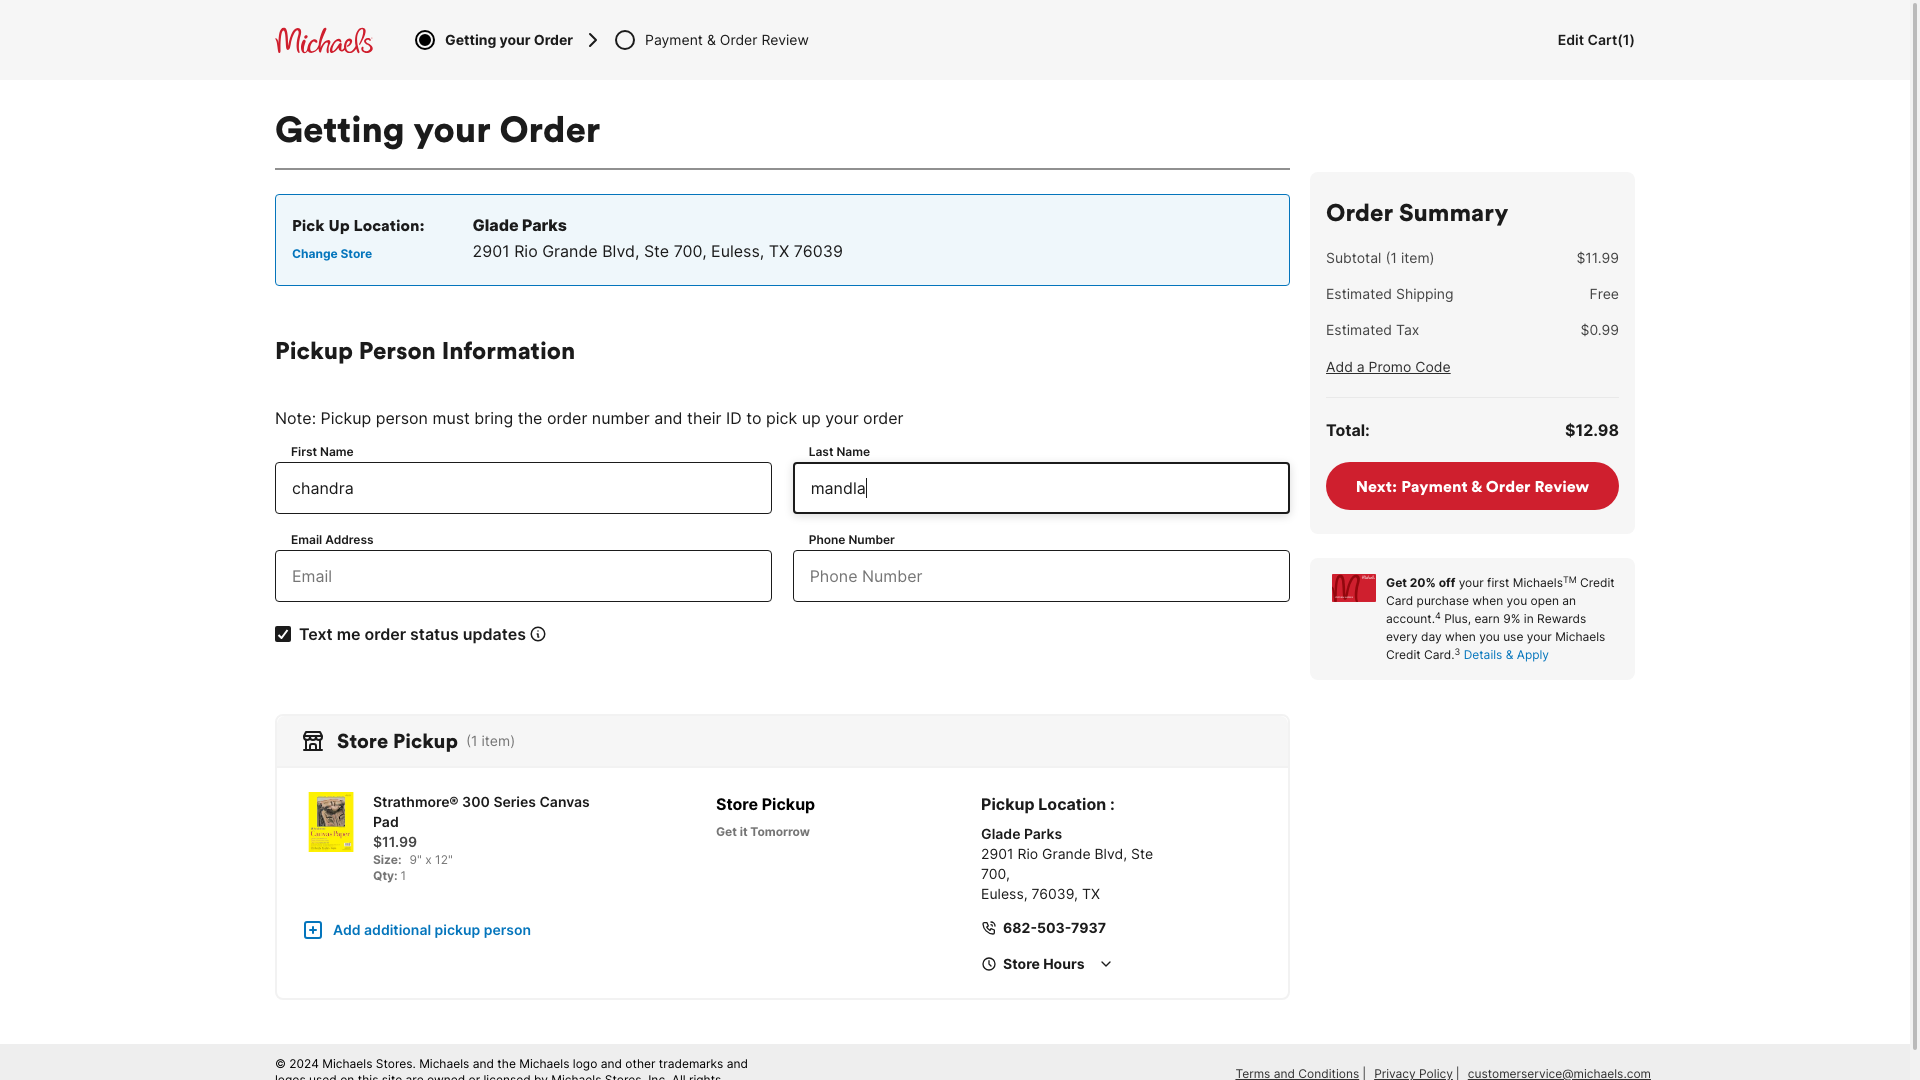 Michaels
Getting your Order
Payment & Order Review
Edit Cart(1)
Getting your Order
Pick Up Location:
Change Store
Glade Parks
2901 Rio Grande Blvd, Ste 700, Euless, TX 76039
Pickup Person Information
Note: Pickup person must bring the order number and their ID to pick up your order
First Name
Last Name
chandra
mandla
Email Address
Phone Number
Email
Phone Number
Text me order status updates
Order Summary
Subtotal (1 item) $11.99
Estimated Shipping Free
Estimated Tax $0.99
Add a Promo Code
Total: $12.98
Next: Payment & Order Review
Get 20% off your first Michaels™ Credit
Card purchase when you open an
account.⁴ Plus, earn 9% in Rewards
every day when you use your Michaels
Credit Card.³ Details & Apply
Store Pickup (1 item)
Strathmore® 300 Series Canvas
Pad
$11.99
Size: 9" x 12"
Qty: 1
Add additional pickup person
Store Pickup
Get it Tomorrow
Pickup Location :
Glade Parks
2901 Rio Grande Blvd, Ste
700,
Euless, 76039, TX
682-503-7937
Store Hours
© 2024 Michaels Stores. Michaels and the Michaels logo and other trademarks and
logos used on this site are owned or licensed by Michaels Stores, Inc. All rights
Terms and Conditions | Privacy Policy | customerservice@michaels.com